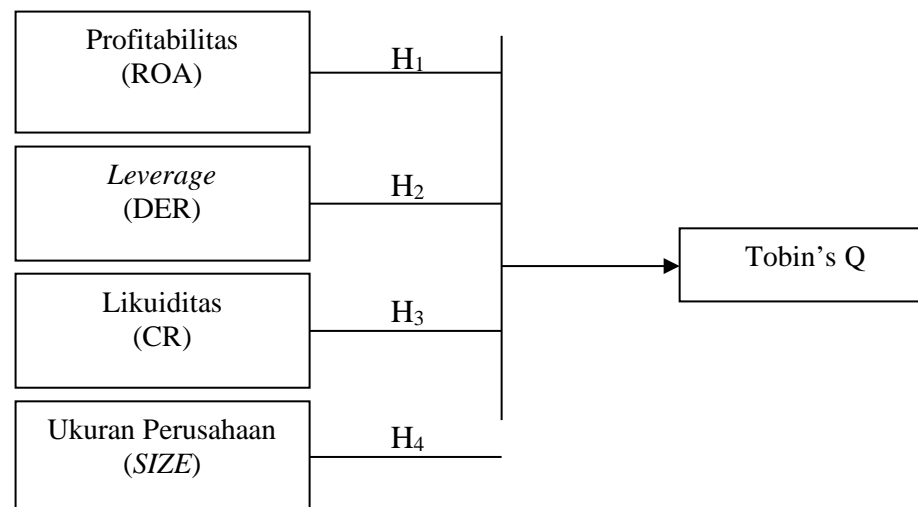 Profitabilitas
(ROA)
H₁
Leverage
(DER)
H₂
Likuiditas
(CR)
H₃
Ukuran Perusahaan
(SIZE)
H₄
Tobin’s Q